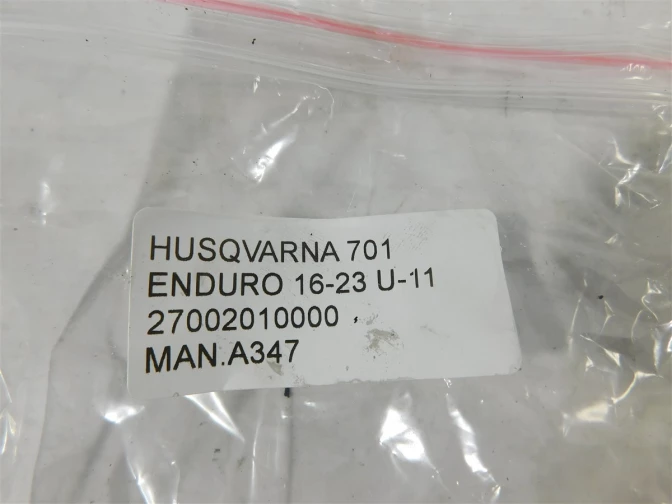 HUSQVARNA 701
ENDURO 16-23 U-11
27002010000
MAN.A347